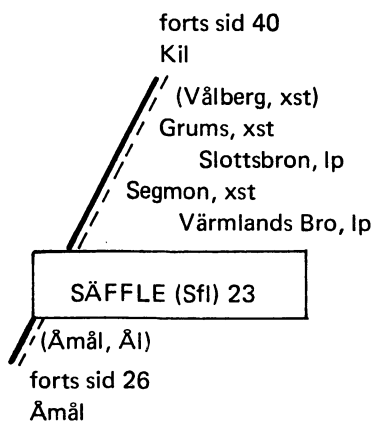 forts sid 40
Kil
(Vålberg, xst)
Grums, xst
Slottsbron, lp
Segmon, xst
Värmlands Bro, lp
SÄFFLE (Sfl) 23
(Åmål, Ål)
forts sid 26
Åmål